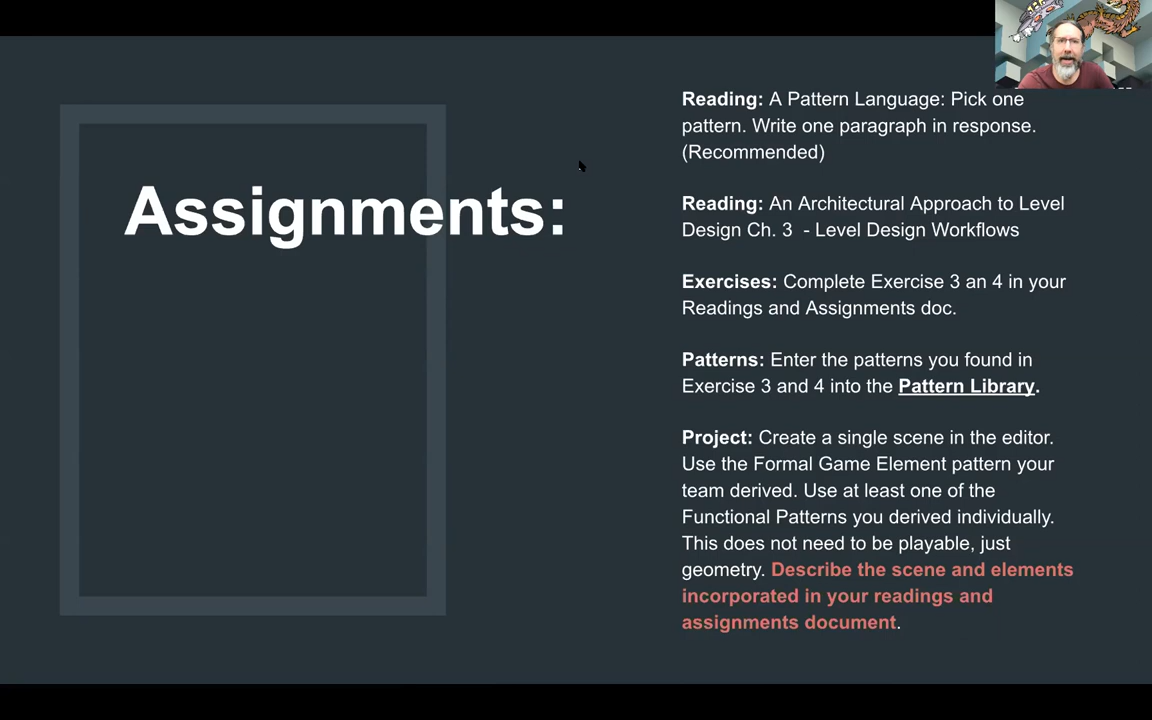 Assignments:
Reading: A Pattern Language: Pick one
pattern. Write one paragraph in response.
(Recommended)
Reading: An Architectural Approach to Level
Design Ch. 3 - Level Design Workflows
Exercises: Complete Exercise 3 an 4 in your
Readings and Assignments doc.
Patterns: Enter the patterns you found in
Exercise 3 and 4 into the Pattern Library.
Project: Create a single scene in the editor.
Use the Formal Game Element pattern your
team derived. Use at least one of the
Functional Patterns you derived individually.
This does not need to be playable, just
geometry. Describe the scene and elements
incorporated in your readings and
assignments document.